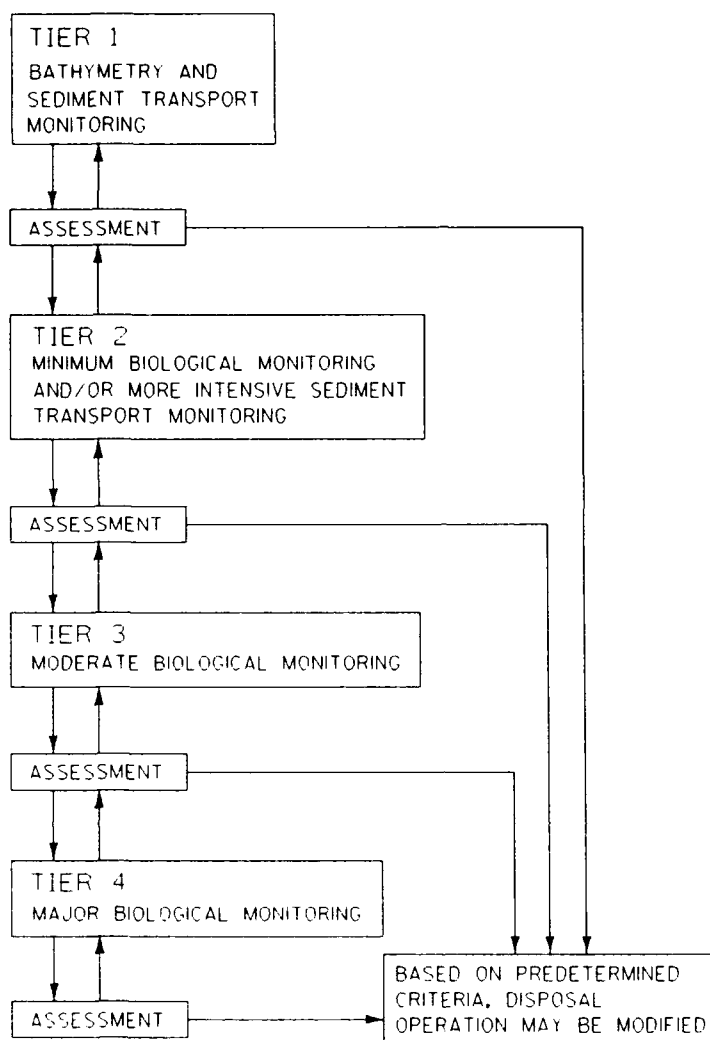 TIER 1
BATHYMETRY AND
SEDIMENT TRANSPORT
MONITORING
ASSESSMENT
TIER 2
MINIMUM BIOLOGICAL MONITORING
AND/OR MORE INTENSIVE SEDIMENT
TRANSPORT MONITORING
ASSESSMENT
TIER 3
MODERATE BIOLOGICAL MONITORING
ASSESSMENT
TIER 4
MAJOR BIOLOGICAL MONITORING
ASSESSMENT
BASED ON PREDETERMINED
CRITERIA, DISPOSAL
OPERATION MAY BE MODIFIED